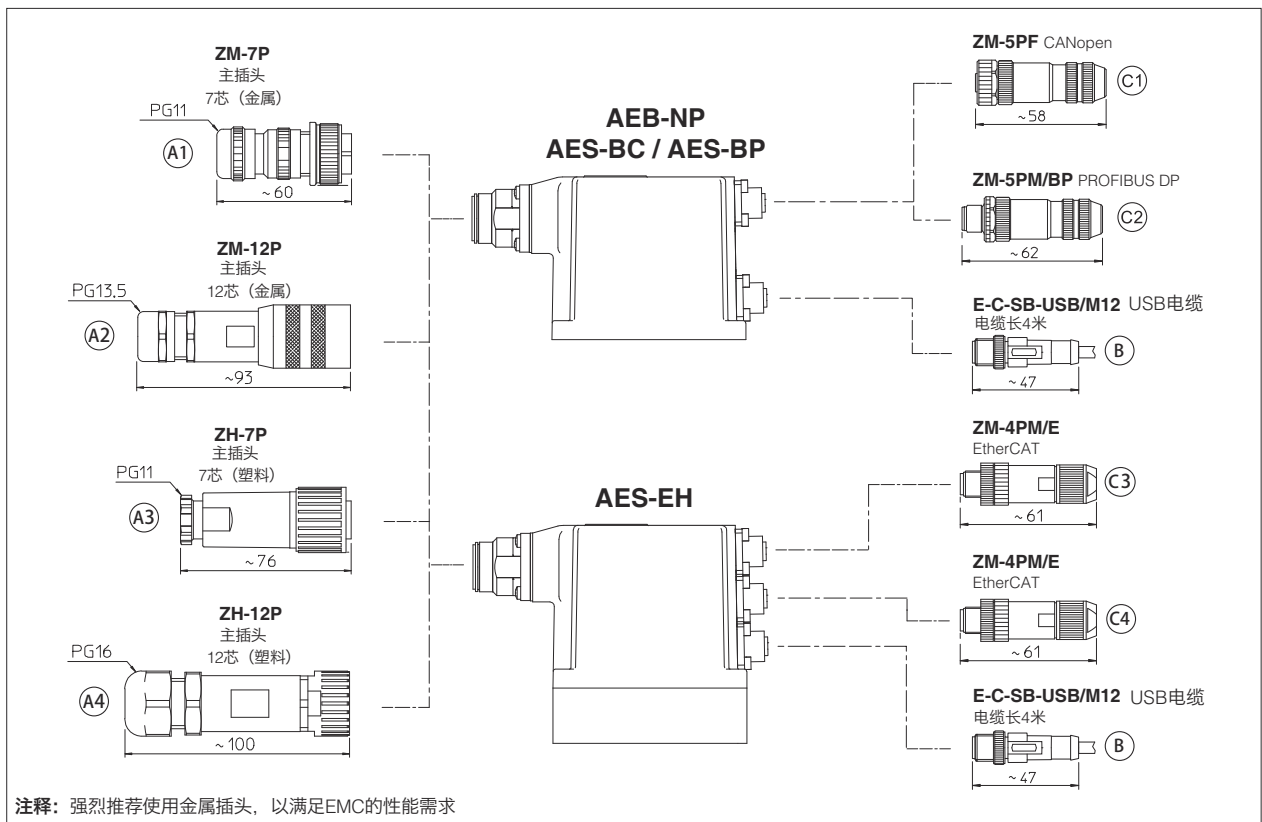 ZM-7P
主插头
7芯（金属）
PG11
A1
~60
ZM-12P
主插头
12芯（金属）
PG13.5
A2
~93
ZH-7P
主插头
7芯（塑料）
PG11
A3
~76
ZH-12P
主插头
12芯（塑料）
PG16
A4
~100
AEB-NP
AES-BC / AES-BP
AES-EH
ZM-5PF CANopen
C1
~58
ZM-5PM/BP PROFIBUS DP
C2
~62
E-C-SB-USB/M12 USB电缆
电缆长4米
B
~47
ZM-4PM/E
EtherCAT
C3
~61
ZM-4PM/E
EtherCAT
C4
~61
E-C-SB-USB/M12 USB电缆
电缆长4米
B
~47
注释：强烈推荐使用金属插头，以满足EMC的性能需求